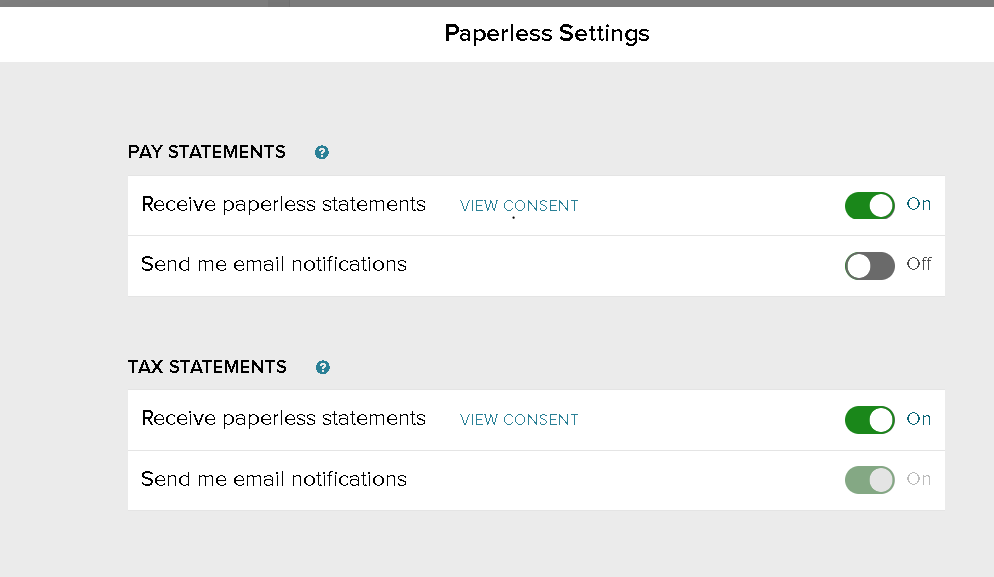 Paperless Settings
PAY STATEMENTS ?
Receive paperless statements VIEW CONSENT On
Send me email notifications Off
TAX STATEMENTS ?
Receive paperless statements VIEW CONSENT On
Send me email notifications On